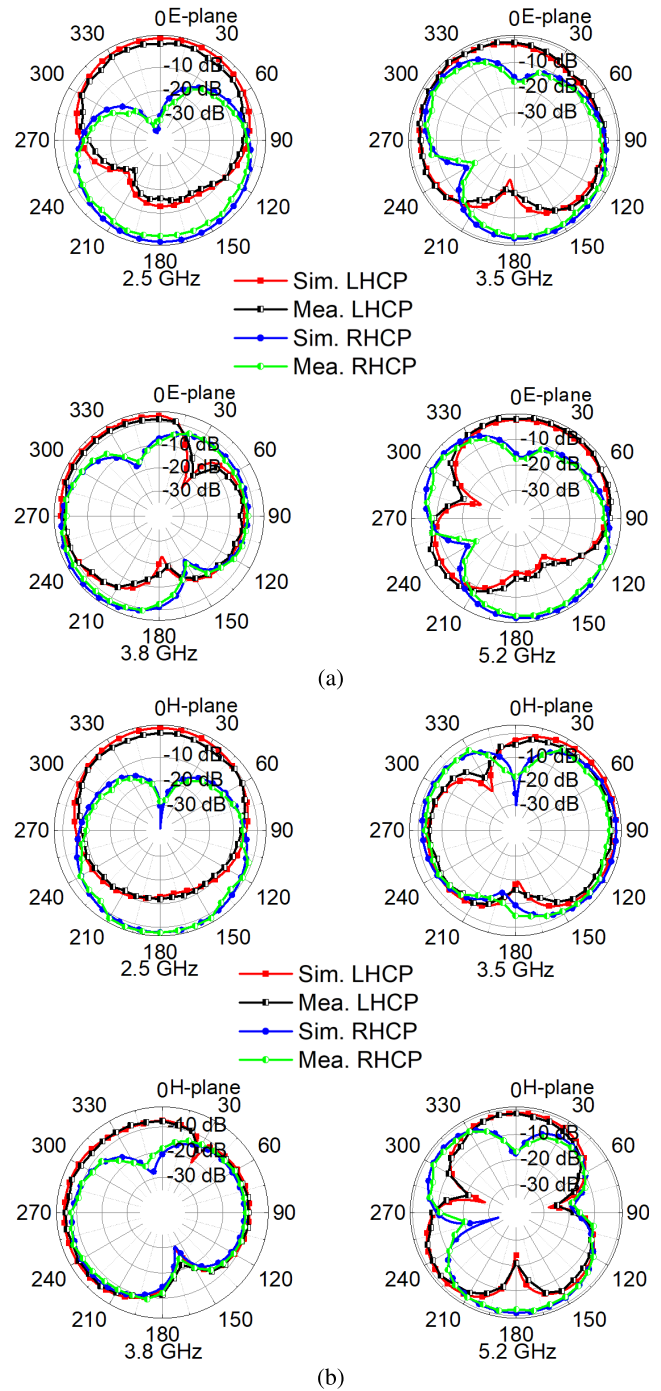 E-plane E-plane
0 30 60 90 120 150 180 210 240 270 300 330
-10 dB
-20 dB
-30 dB
2.5 GHz
0 30 60 90 120 150 180 210 240 270 300 330
-10 dB
-20 dB
-30 dB
3.5 GHz
Sim. LHCP
Mea. LHCP
Sim. RHCP
Mea. RHCP
E-plane E-plane
0 30 60 90 120 150 180 210 240 270 300 330
-10 dB
-20 dB
-30 dB
3.8 GHz
0 30 60 90 120 150 180 210 240 270 300 330
-10 dB
-20 dB
-30 dB
5.2 GHz
(a)
H-plane H-plane
0 30 60 90 120 150 180 210 240 270 300 330
-10 dB
-20 dB
-30 dB
2.5 GHz
0 30 60 90 120 150 180 210 240 270 300 330
-10 dB
-20 dB
-30 dB
3.5 GHz
Sim. LHCP
Mea. LHCP
Sim. RHCP
Mea. RHCP
H-plane H-plane
0 30 60 90 120 150 180 210 240 270 300 330
-10 dB
-20 dB
-30 dB
3.8 GHz
0 30 60 90 120 150 180 210 240 270 300 330
-10 dB
-20 dB
-30 dB
5.2 GHz
(b)